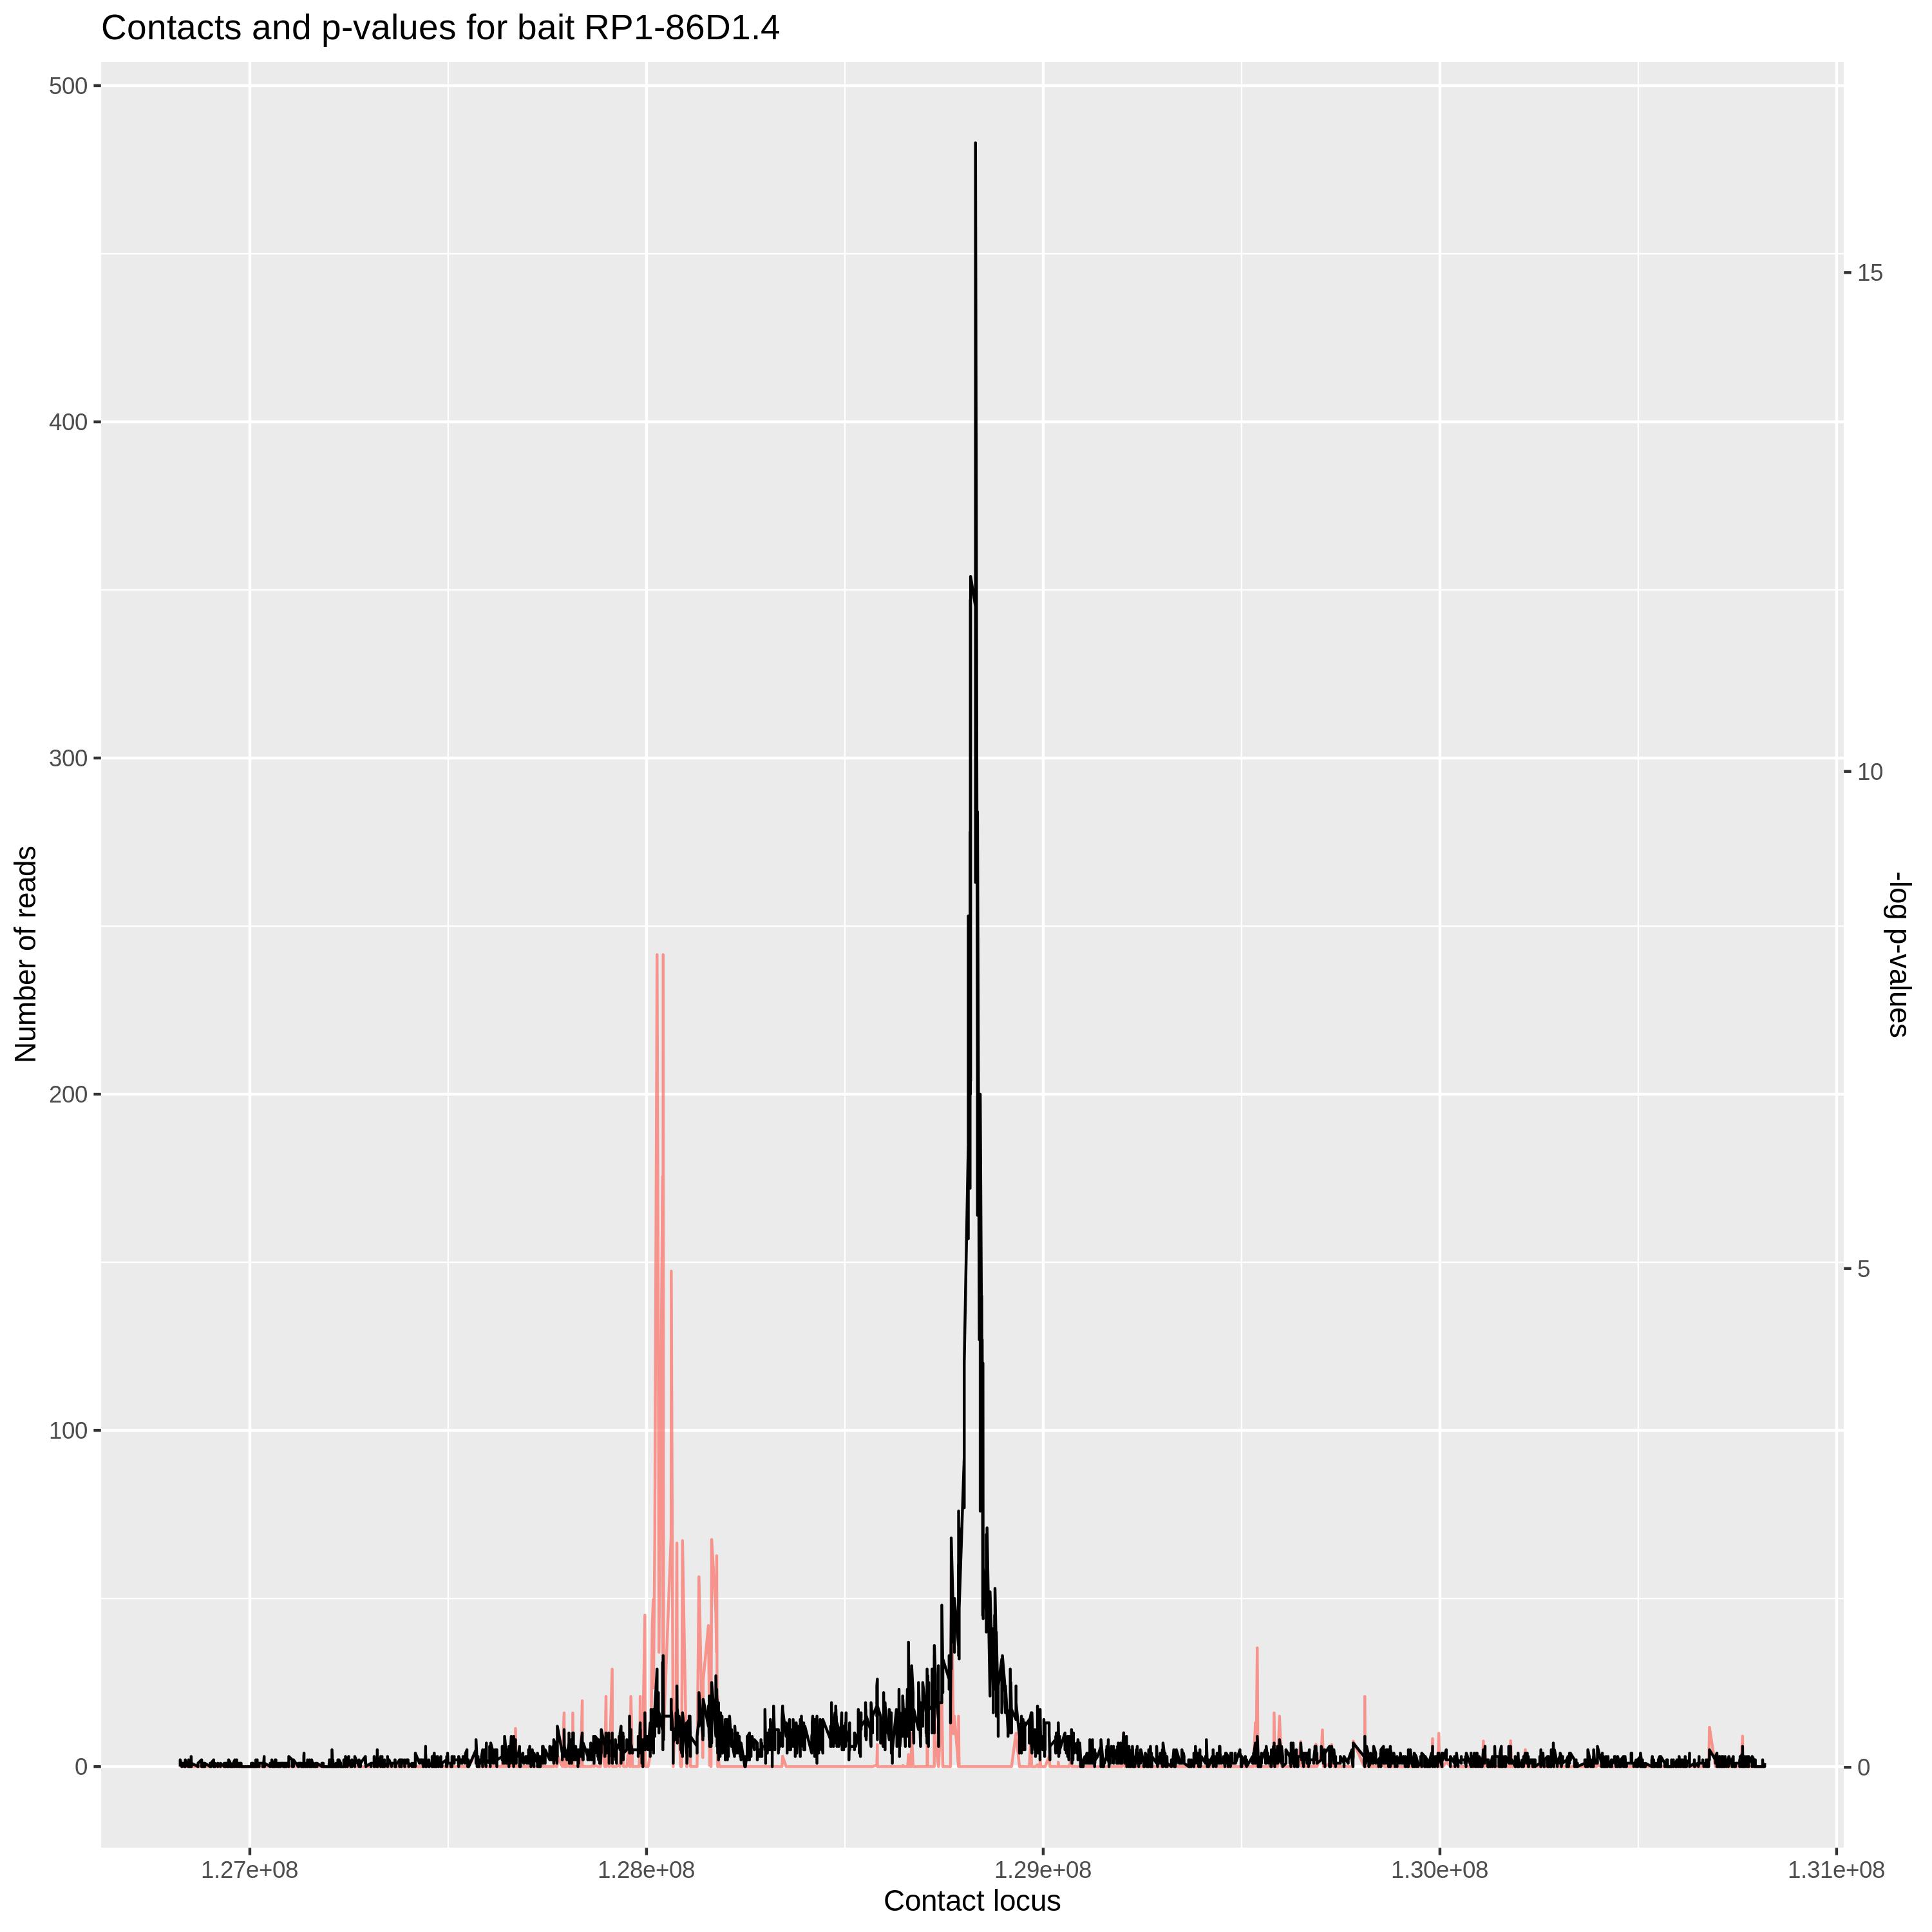 Contacts and p-values for bait RP1-86D1.4
500
400
300
200
100
0
Number of reads
15
10
5
0
-log p-values
1.27e+08
1.28e+08
1.29e+08
1.30e+08
1.31e+08
Contact locus